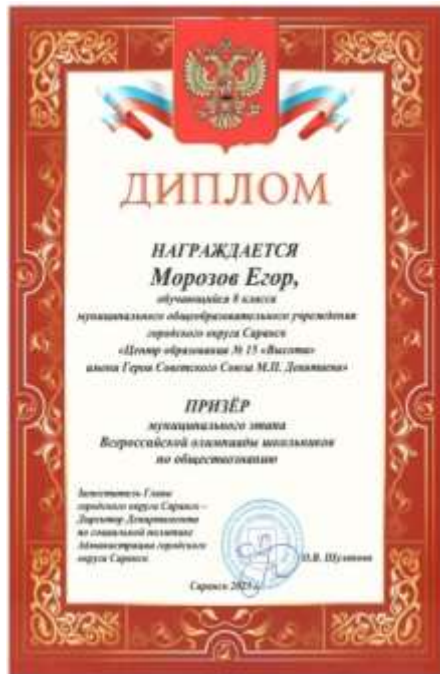 ДИПЛОМ
НАГРАЖДАЕТСЯ
Морозов Егор,
обучающийся 8 класса
муниципального общеобразовательного учреждения
городского округа Саранск
«Центр образования № 15 «Высота»
имени Героя Советского Союза М.П. Девятаева»
ПРИЗЁР
муниципального этапа
Всероссийской олимпиады школьников
по обществознанию
Заместитель Главы
городского округа Саранск –
Директор Департамента
по социальной политике
Администрации городского
округа Саранск
Саранск 2023 г.